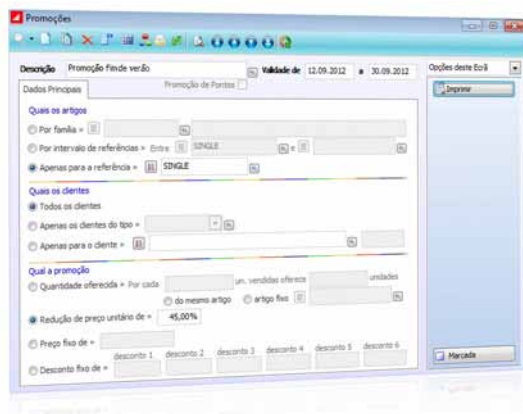 Promoções
Descrição Promoção Fim de verão Validade de 12.09.2012 a 30.09.2012 Opções deste Ecrã
Dados Principais Promoção de Pontos Imprimir
Quais os artigos
Por família »
Por intervalo de referências » Entre SINGLE e
Apenas para a referência » SINGLE
Quais os clientes
Todos os clientes
Apenas os clientes do tipo »
Apenas para o cliente »
Qual a promoção
Quantidade oferecida » Por cada un. vendidas oferece unidades
do mesmo artigo artigo fixo
Redução de preço unitário de » 45,00%
Preço fixo de »
desconto 1 desconto 2 desconto 3 desconto 4 desconto 5 desconto 6
Desconto fixo de » Marcada